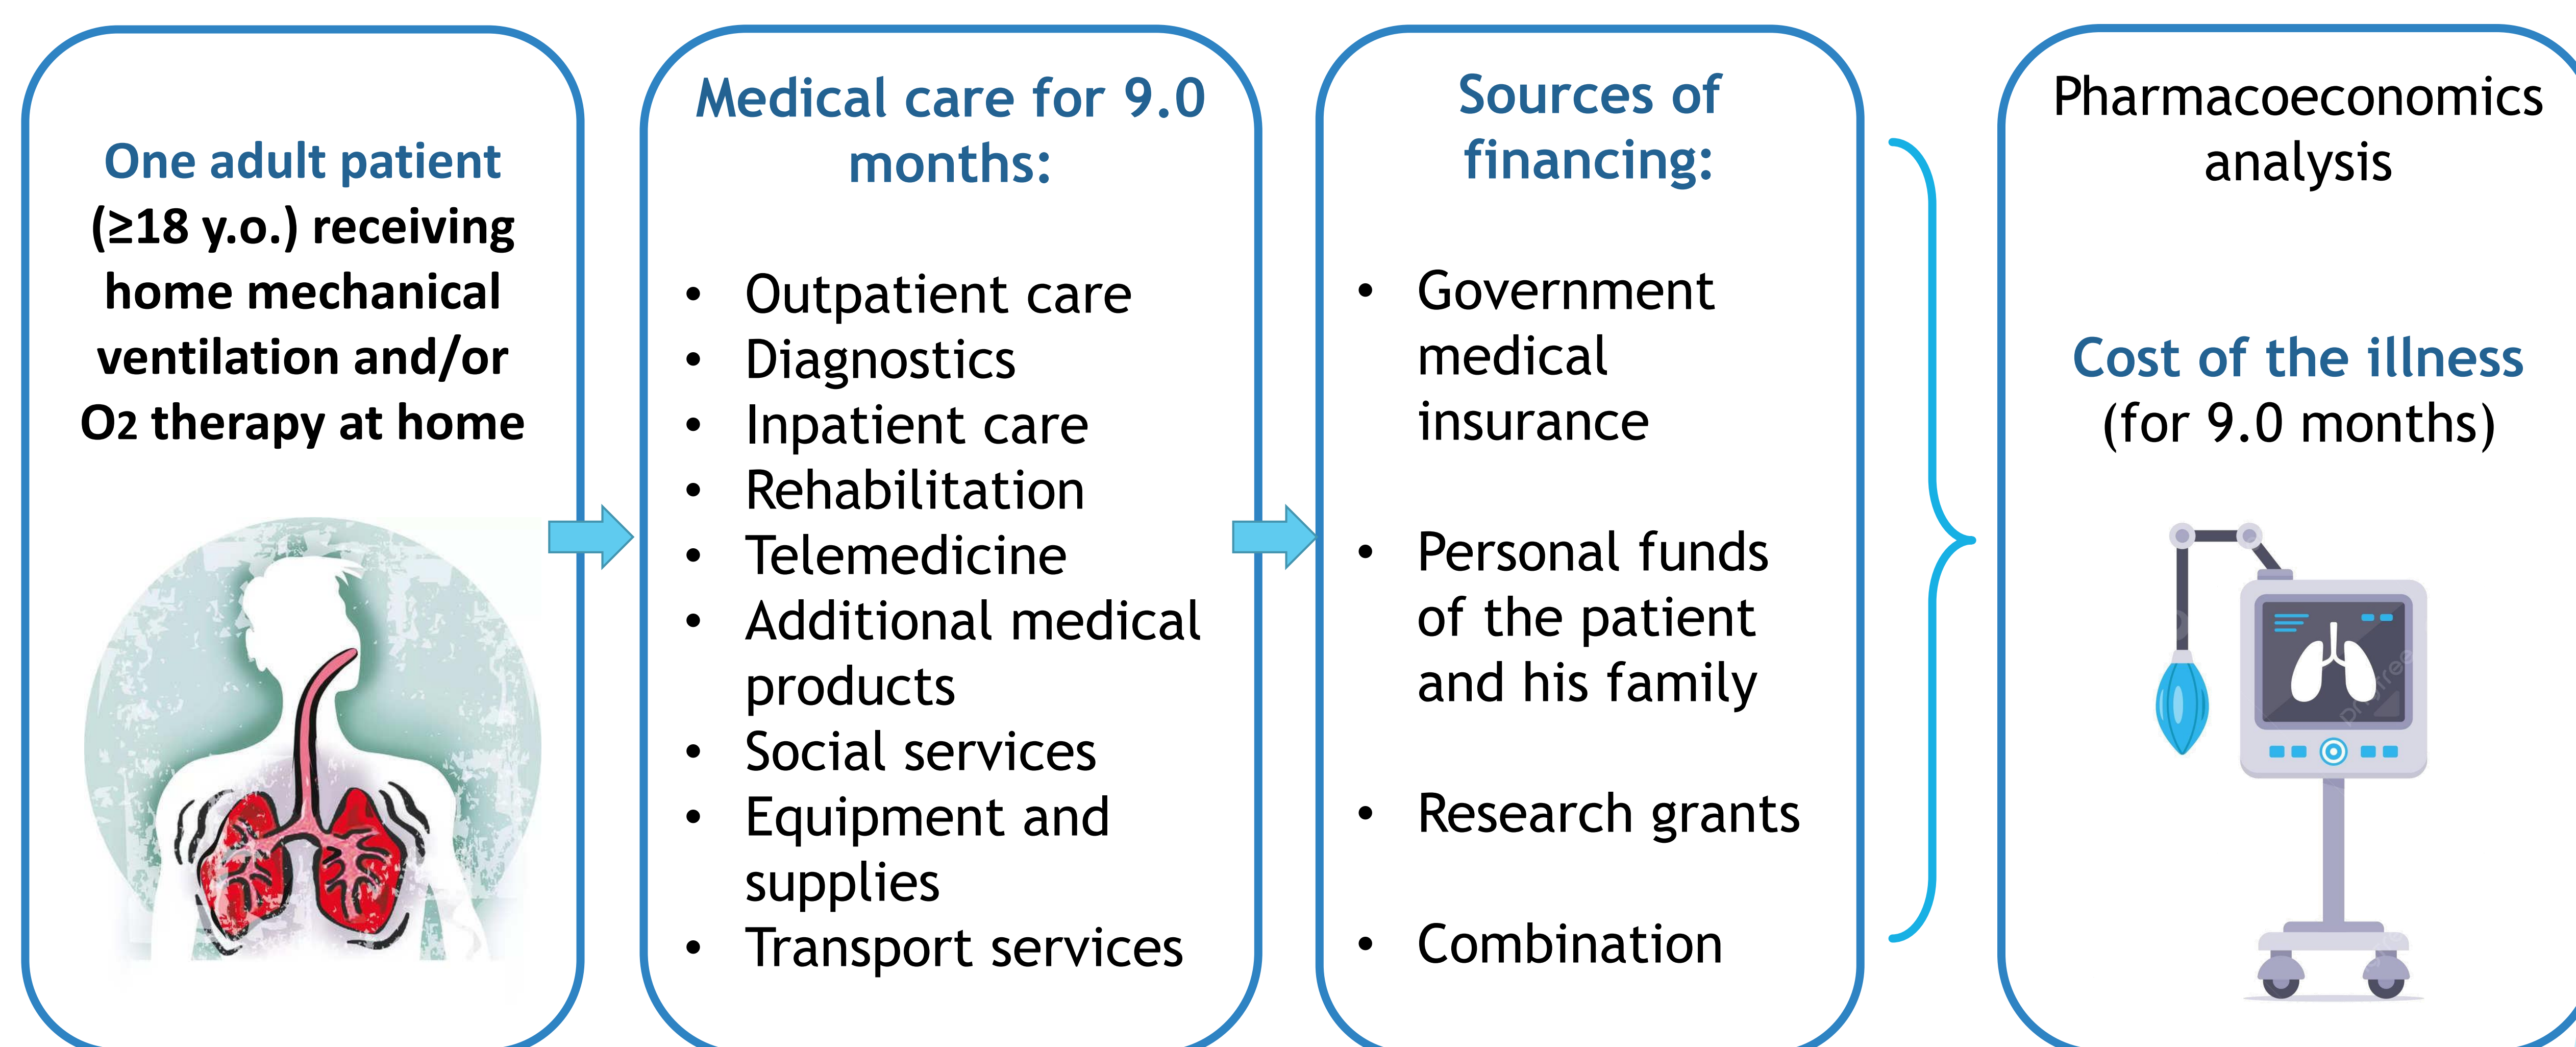 One adult patient
(≥18 y.o.) receiving
home mechanical
ventilation and/or
O2 therapy at home
Medical care for 9.0
months:
• Outpatient care
• Diagnostics
• Inpatient care
• Rehabilitation
• Telemedicine
• Additional medical
products
• Social services
• Equipment and
supplies
• Transport services
Sources of
financing:
• Government
medical
insurance
• Personal funds
of the patient
and his family
• Research grants
• Combination
Pharmacoeconomics
analysis
Cost of the illness
(for 9.0 months)